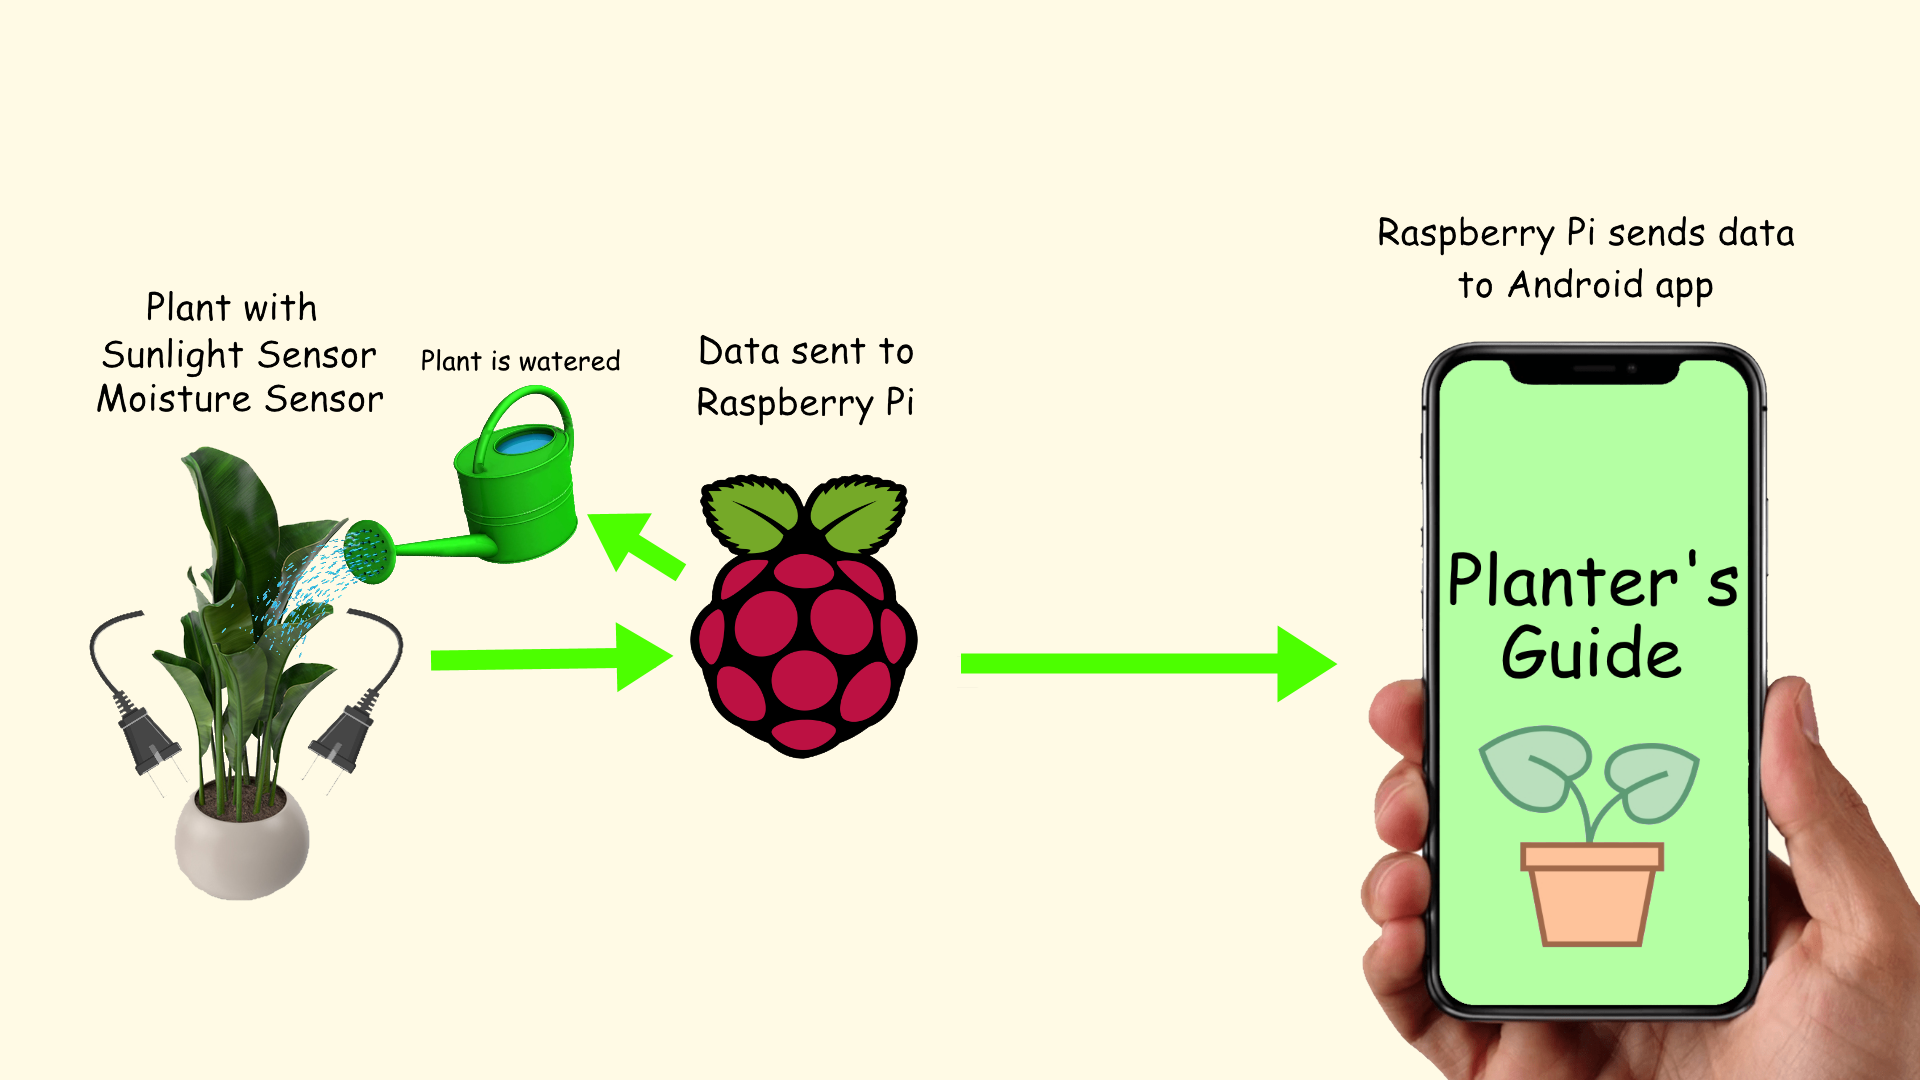 Plant with
Sunlight Sensor
Moisture Sensor
Plant is watered
Data sent to
Raspberry Pi
Raspberry Pi sends data
to Android app
Planter's
Guide